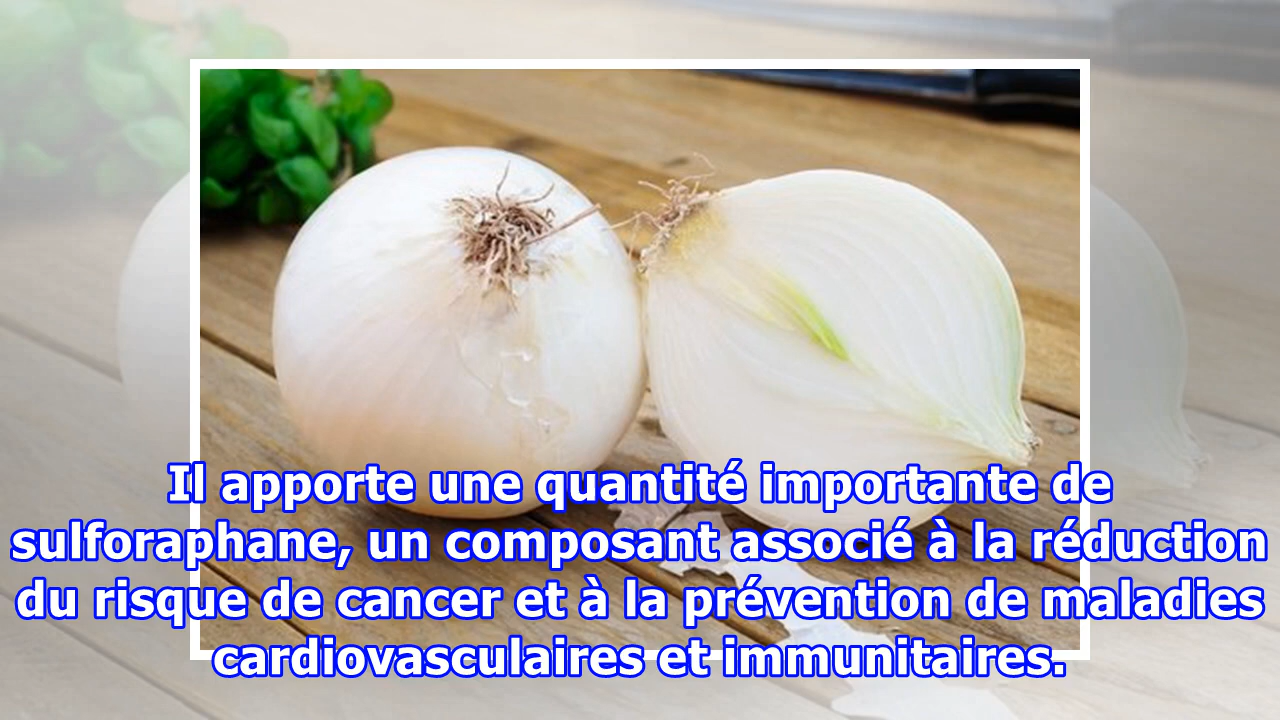 Il apporte une quantité importante de
sulforaphane, un composant associé à la réduction
du risque de cancer et à la prévention de maladies
cardiovasculaires et immunitaires.